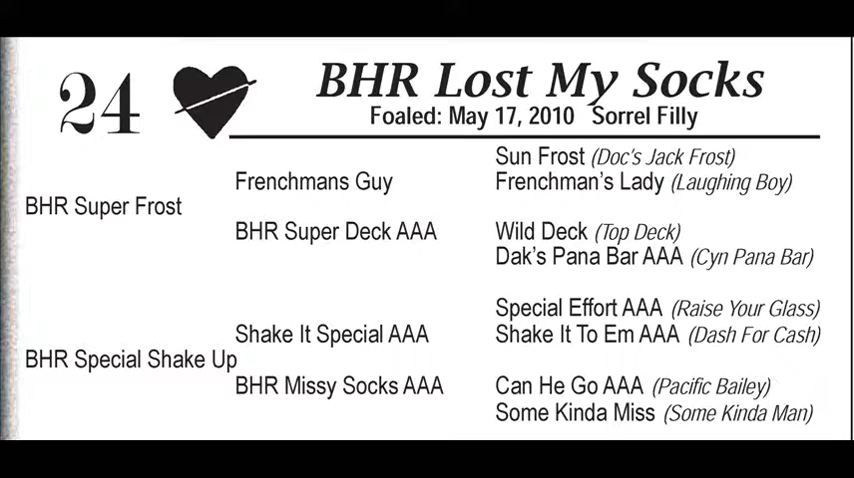 24
BHR Lost My Socks
Foaled: May 17, 2010 Sorrel Filly
Sun Frost (Doc's Jack Frost)
Frenchmans Guy
Frenchman's Lady (Laughing Boy)
BHR Super Frost
BHR Super Deck AAA
Wild Deck (Top Deck)
Dak's Pana Bar AAA (Cyn Pana Bar)
Special Effort AAA (Raise Your Glass)
Shake It Special AAA
Shake It To Em AAA (Dash For Cash)
BHR Special Shake Up
BHR Missy Socks AAA
Can He Go AAA (Pacific Bailey)
Some Kinda Miss (Some Kinda Man)